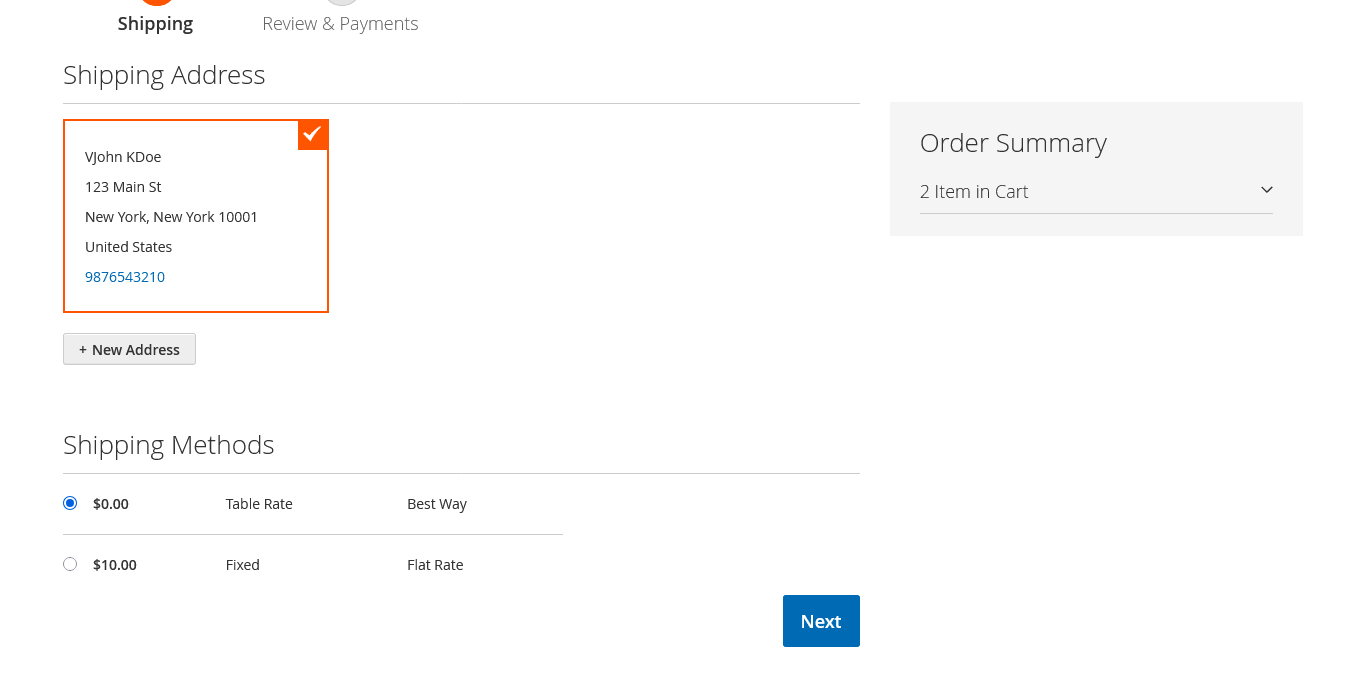 Shipping
Review & Payments
Shipping Address
VJohn KDoe
123 Main St
New York, New York 10001
United States
9876543210
+ New Address
Order Summary
2 Item in Cart
Shipping Methods
$0.00 Table Rate Best Way
$10.00 Fixed Flat Rate
Next